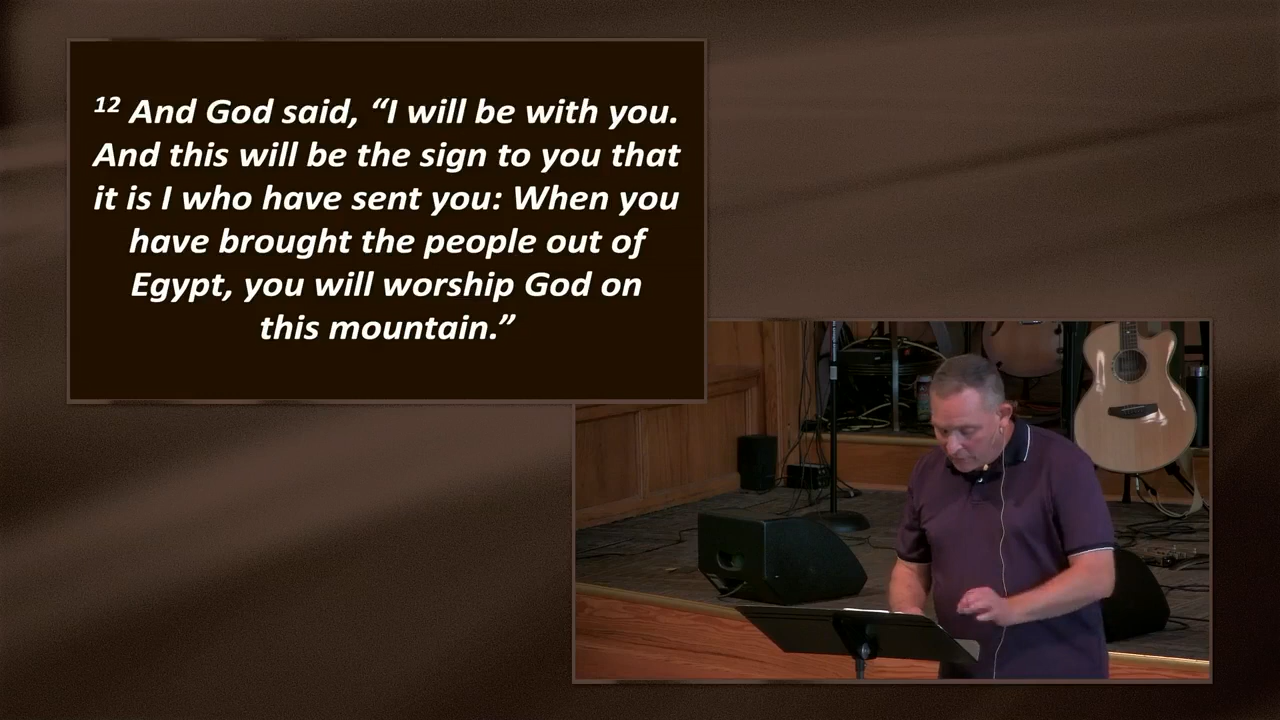 12 And God said, “I will be with you.
And this will be the sign to you that
it is I who have sent you: When you
have brought the people out of
Egypt, you will worship God on
this mountain.”